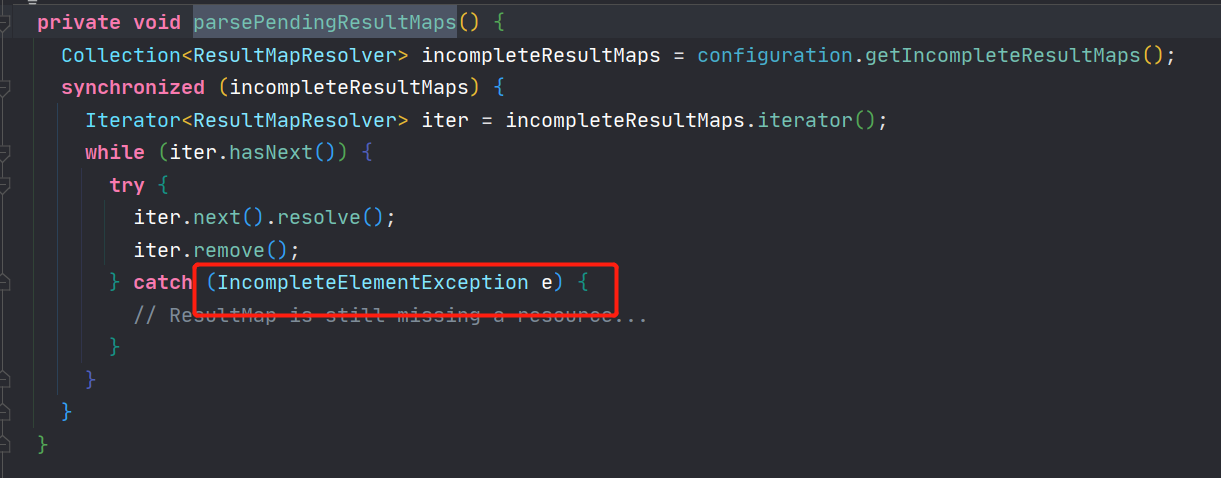 private void parsePendingResultMaps() {
Collection<ResultMapResolver> incompleteResultMaps = configuration.getIncompleteResultMaps();
synchronized (incompleteResultMaps) {
Iterator<ResultMapResolver> iter = incompleteResultMaps.iterator();
while (iter.hasNext()) {
try {
iter.next().resolve();
iter.remove();
} catch (IncompleteElementException e) {
// ResultMap is still missing a resource...
}
}
}
}